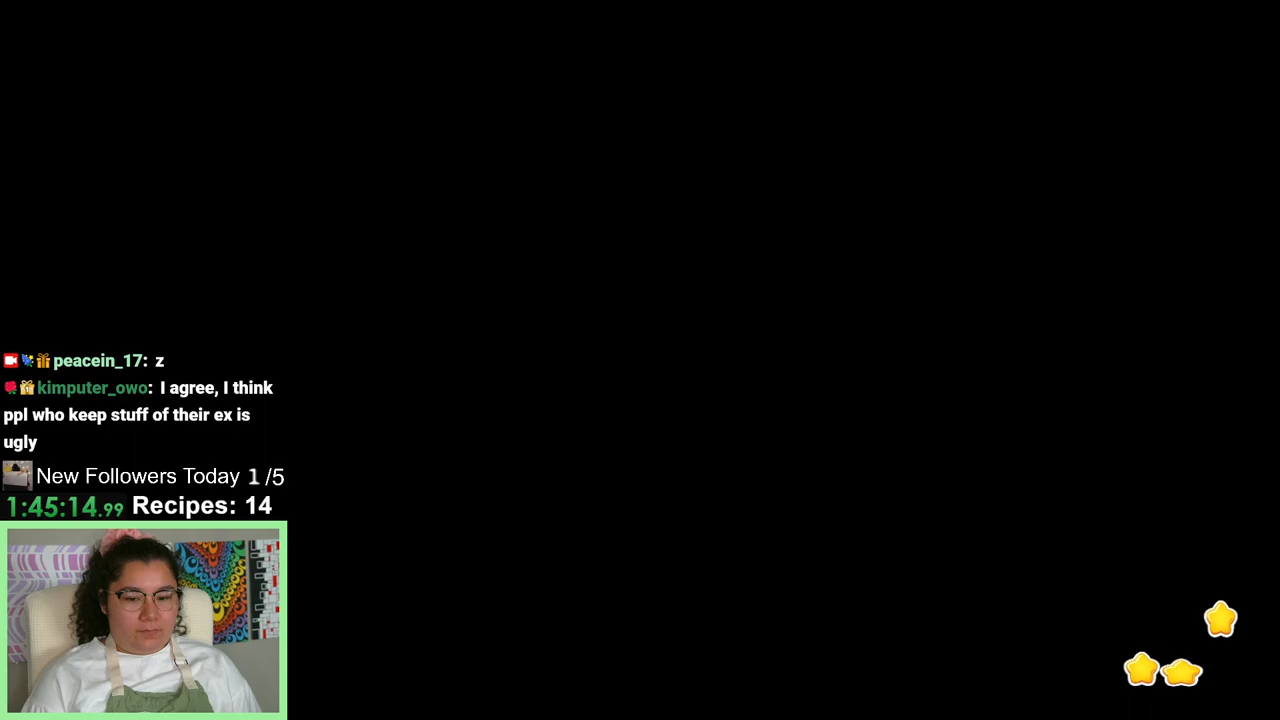 peacein_17: z
kimputer_owo: I agree, I think
ppl who keep stuff of their ex is
ugly
New Followers Today 1 /5
1:45:14.99 Recipes: 14